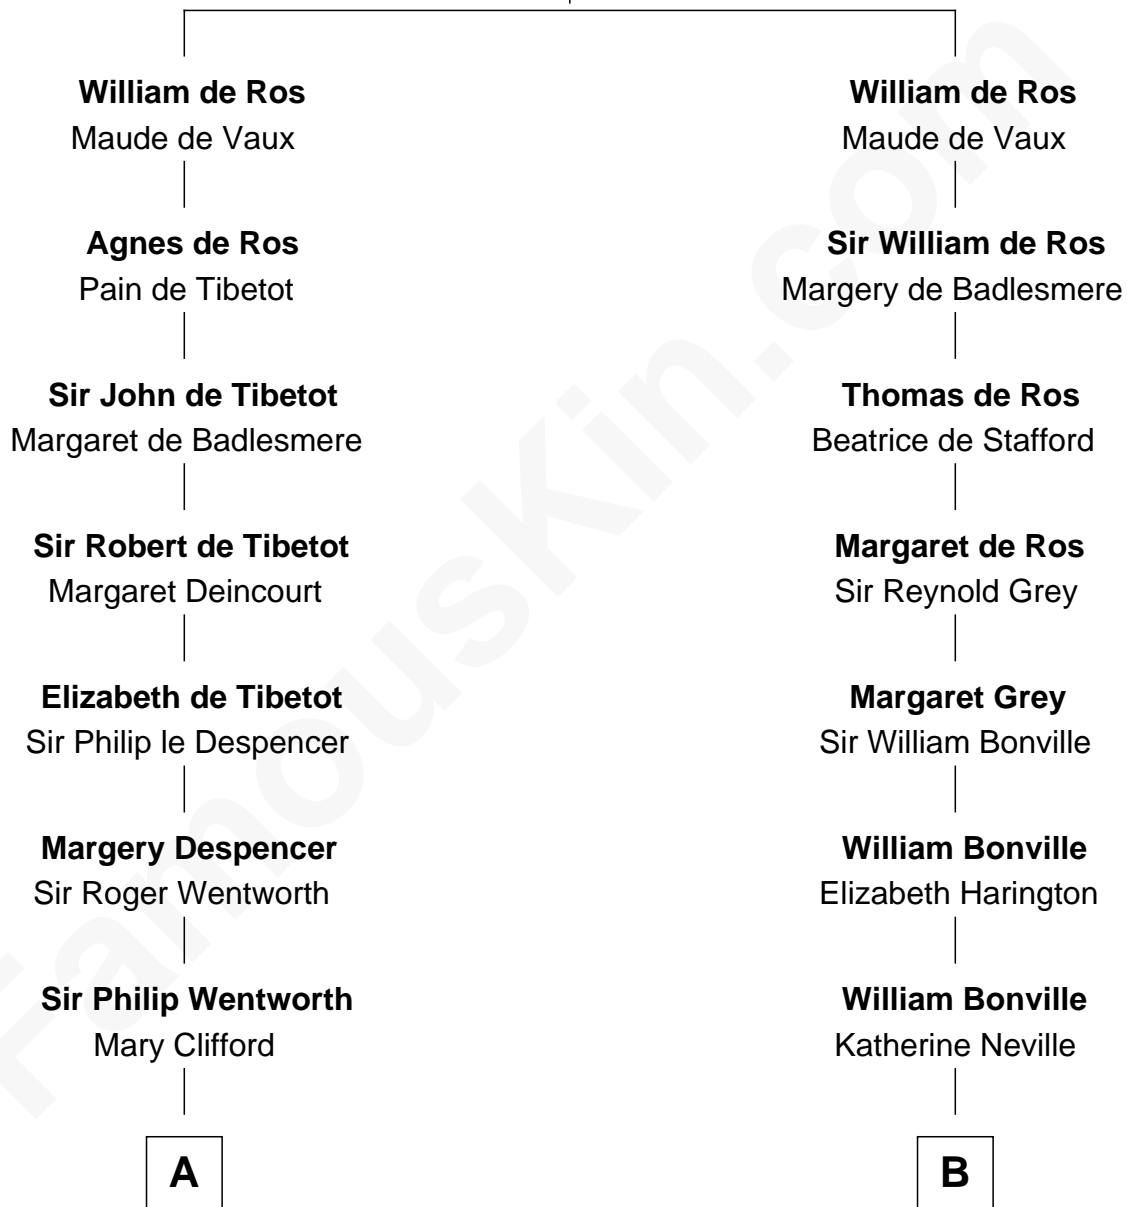 William de Ros
Maude de Vaux
Agnes de Ros
Pain de Tibetot
Sir John de Tibetot
Margaret de Badlesmere
Sir Robert de Tibetot
Margaret Deincourt
Elizabeth de Tibetot
Sir Philip le Despencer
Margery Despencer
Sir Roger Wentworth
Sir Philip Wentworth
Mary Clifford
A
William de Ros
Maude de Vaux
Sir William de Ros
Margery de Badlesmere
Thomas de Ros
Beatrice de Stafford
Margaret de Ros
Sir Reynold Grey
Margaret Grey
Sir William Bonville
William Bonville
Elizabeth Harington
William Bonville
Katherine Neville
B
FamousKin.com